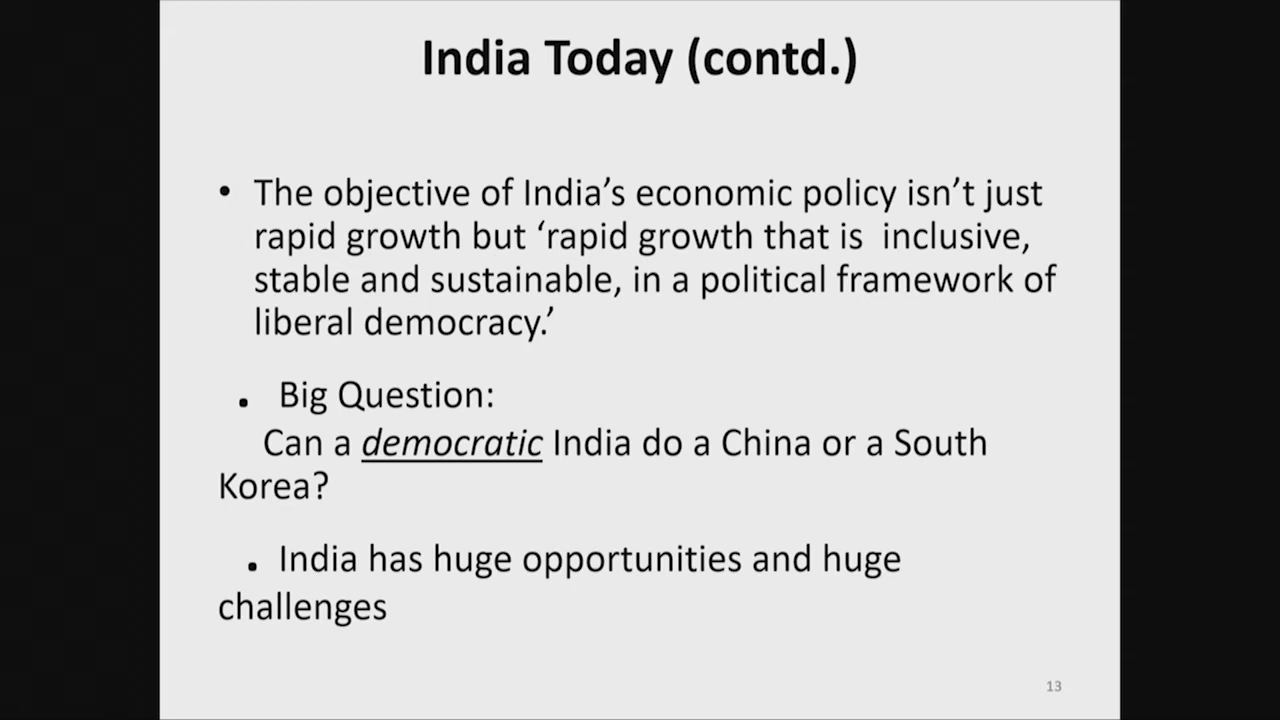 India Today (contd.)
• The objective of India's economic policy isn't just
rapid growth but ‘rapid growth that is  inclusive,
stable and sustainable, in a political framework of
liberal democracy.’
. Big Question:
Can a democratic India do a China or a South
Korea?
. India has huge opportunities and huge
challenges
13